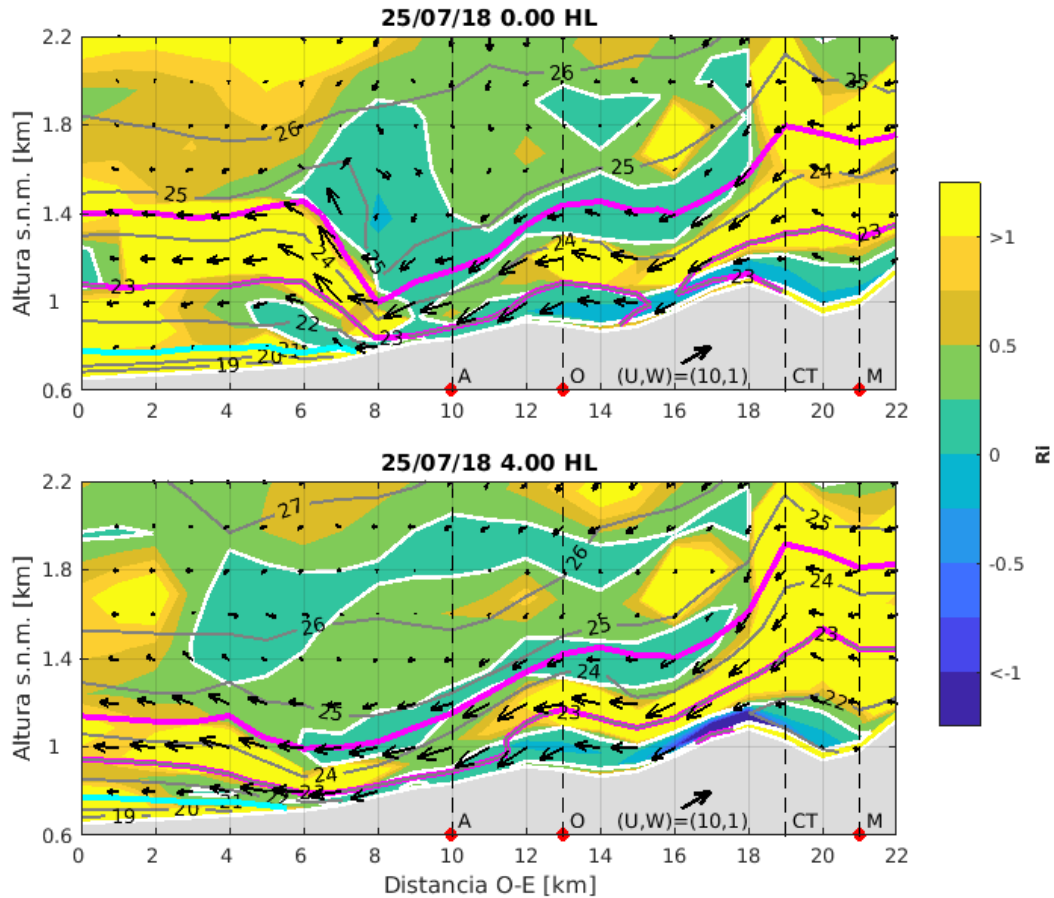 25/07/18 0.00 HL
2.2
1.8
1.4
1
0.6
Altura s.n.m. [km]
26
26
25
25
25
25
24
24
24
23
23
23
23
22
21
20
19
A
O
(U,W)=(10,1)
CT
M
0 2 4 6 8 10 12 14 16 18 20 22
25/07/18 4.00 HL
2.2
1.8
1.4
1
0.6
Altura s.n.m. [km]
27
26
26
25
25
25
24
24
24
23
23
23
22
21
20
19
A
O
(U,W)=(10,1)
CT
M
0 2 4 6 8 10 12 14 16 18 20 22
Distancia O-E [km]
>1
0.5
0
-0.5
<-1
Ri